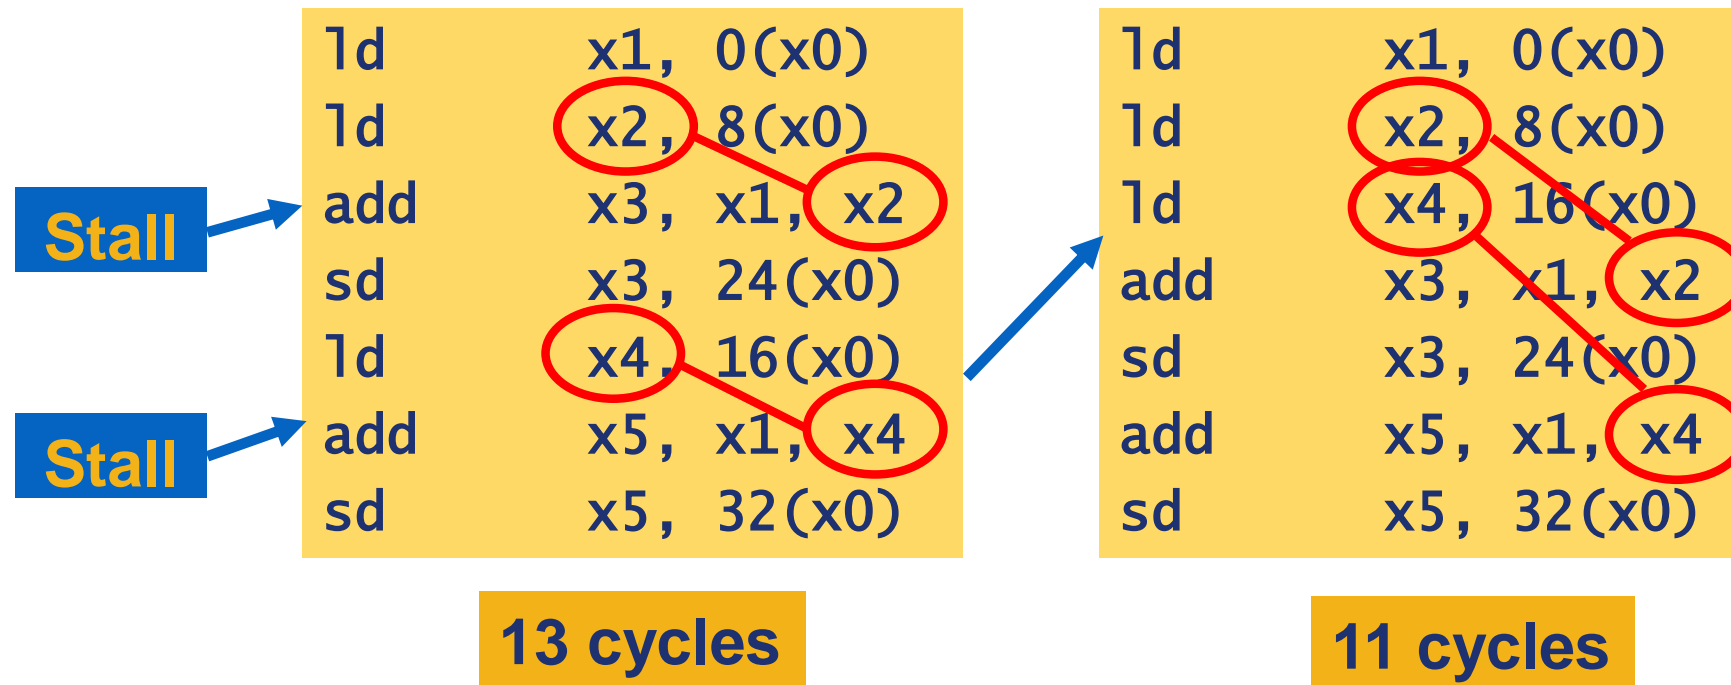 ld x1, 0(x0)
ld x2, 8(x0)
add x3, x1, x2
sd x3, 24(x0)
ld x4, 16(x0)
add x5, x1, x4
sd x5, 32(x0)
Stall
Stall
13 cycles
ld x1, 0(x0)
ld x2, 8(x0)
ld x4, 16(x0)
add x3, x1, x2
sd x3, 24(x0)
add x5, x1, x4
sd x5, 32(x0)
11 cycles